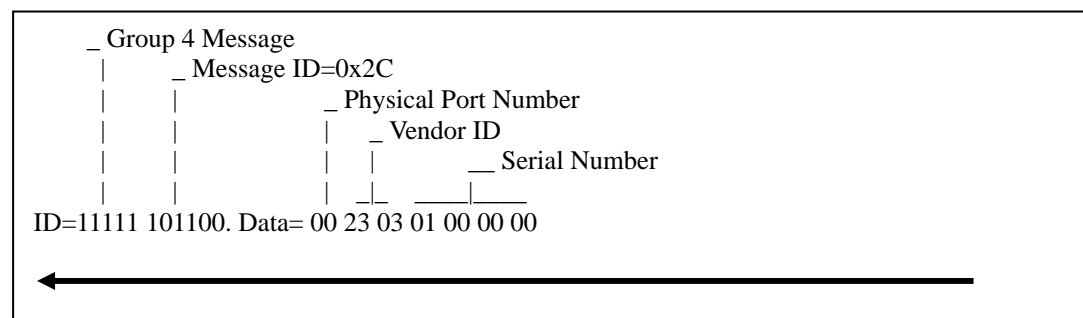 _ Group 4 Message
| _ Message ID=0x2C
| | _ Physical Port Number
| | | _ Vendor ID
| | | | __ Serial Number
| | | _|_ ____|____
ID=11111 101100. Data= 00 23 03 01 00 00 00